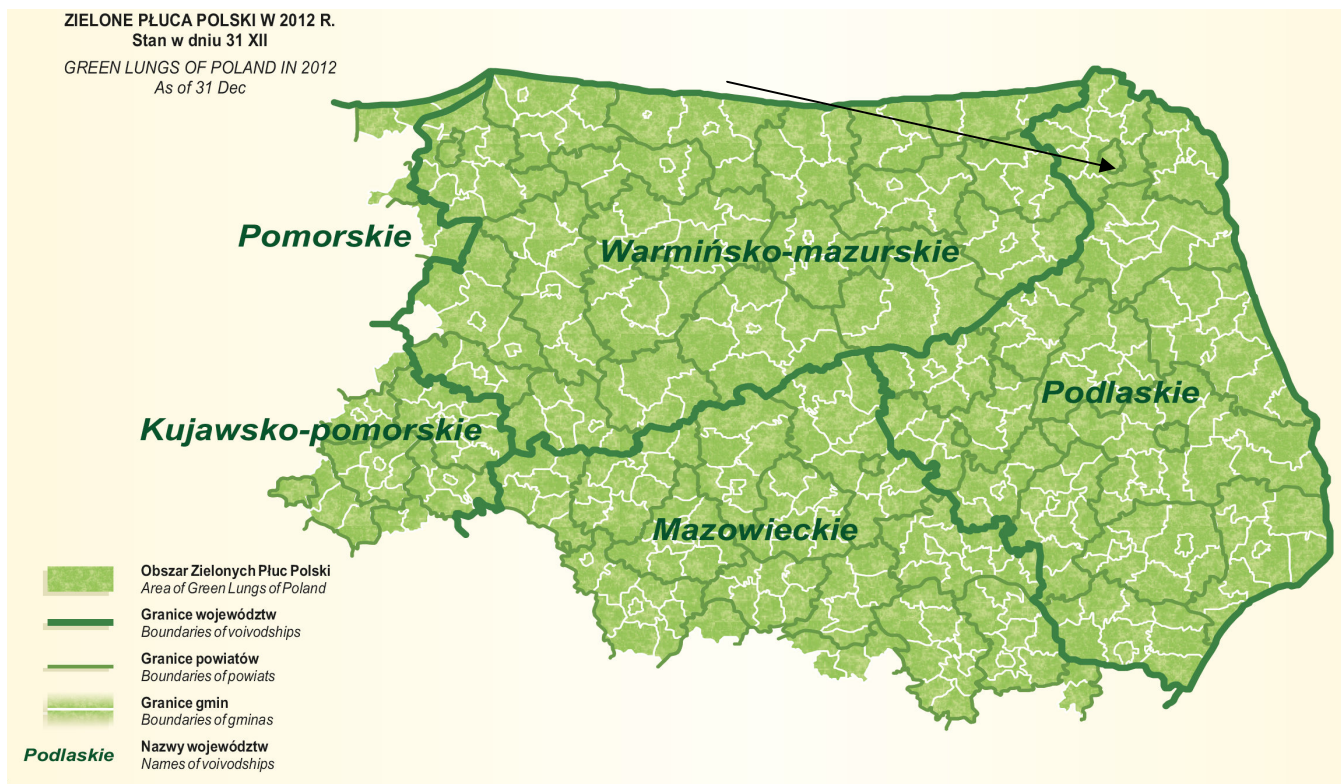 ZIELONE PŁUCA POLSKI W 2012 R.
Stan w dniu 31 XII
GREEN LUNGS OF POLAND IN 2012
As of 31 Dec
Pomorskie
Warmińsko-mazurskie
Podlaskie
Kujawsko-pomorskie
Mazowieckie
Obszar Zielonych Płuc Polski
Area of Green Lungs of Poland
Granice województw
Boundaries of voivodships
Granice powiatów
Boundaries of powiats
Granice gmin
Boundaries of gminas
Podlaskie
Nazwy województw
Names of voivodships